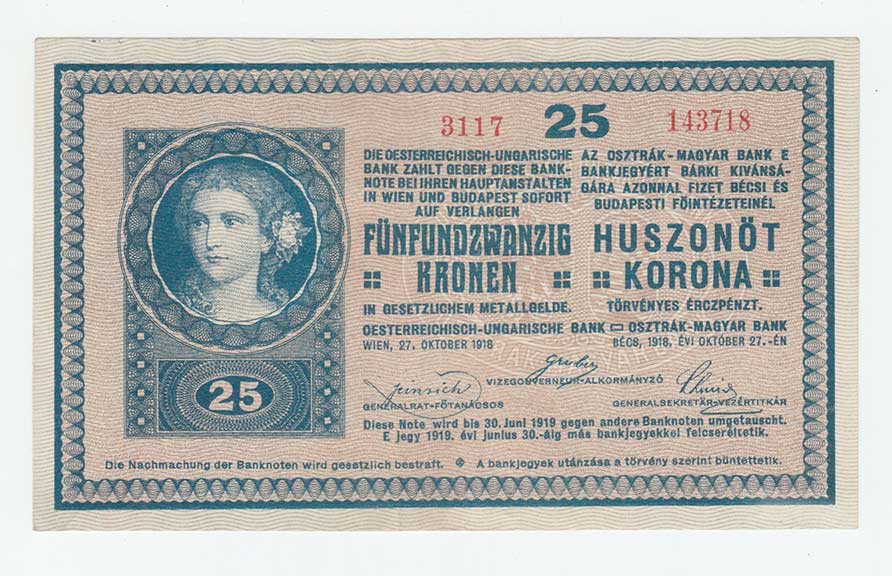 3117 25 143718
DIE OESTERREICHISCH-UNGARISCHE
BANK ZAHLT GEGEN DIESE BANK-
NOTE BEI IHREN HAUPTANSTALTEN
IN WIEN UND BUDAPEST SOFORT
AUF VERLANGEN
FÜNFUNDZWANZIG
KRONEN
IN GESETZLICHEM METALLGELDE.
OESTERREICHISCH-UNGARISCHE BANK
WIEN, 27. OKTOBER 1918
AZ OSZTRÁK-MAGYAR BANK E
BANKJEGYÉRT BÁRKI KIVÁNSÁ-
GÁRA AZONNAL FIZET BÉCSI ÉS
BUDAPESTI FŐINTÉZETEINÉL
HUSZONÖT
KORONA
TÖRVÉNYES ÉRCZPÉNZT.
OSZTRÁK-MAGYAR BANK
BÉCS, 1918, ÉVI OKTÓBER 27.-ÉN
VIZEGOUVERNEUR-ALKORMÁNYZÓ
GENERALRAT-FŐTANÁCSOS
GENERALSEKRETÄR-VEZÉRTITKÁR
Diese Note wird bis 30. Juni 1919 gegen andere Banknoten umgetauscht.
E jegy 1919. évi junius 30.-áig más bankjegyekkel felcseréltetik.
25
Die Nachmachung der Banknoten wird gesetzlich bestraft.
A bankjegyek utánzása a törvény szerint büntettetik.